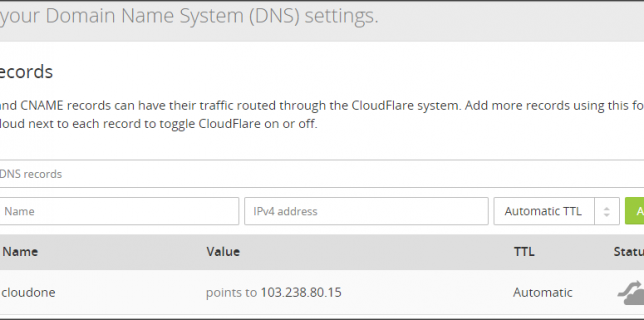 your Domain Name System (DNS) settings.
ecords
and CNAME records can have their traffic routed through the CloudFlare system. Add more records using this fo
loud next to each record to toggle CloudFlare on or off.
DNS records
Name IPv4 address Automatic TTL A
Name Value TTL Statu
cloudone points to 103.238.80.15 Automatic